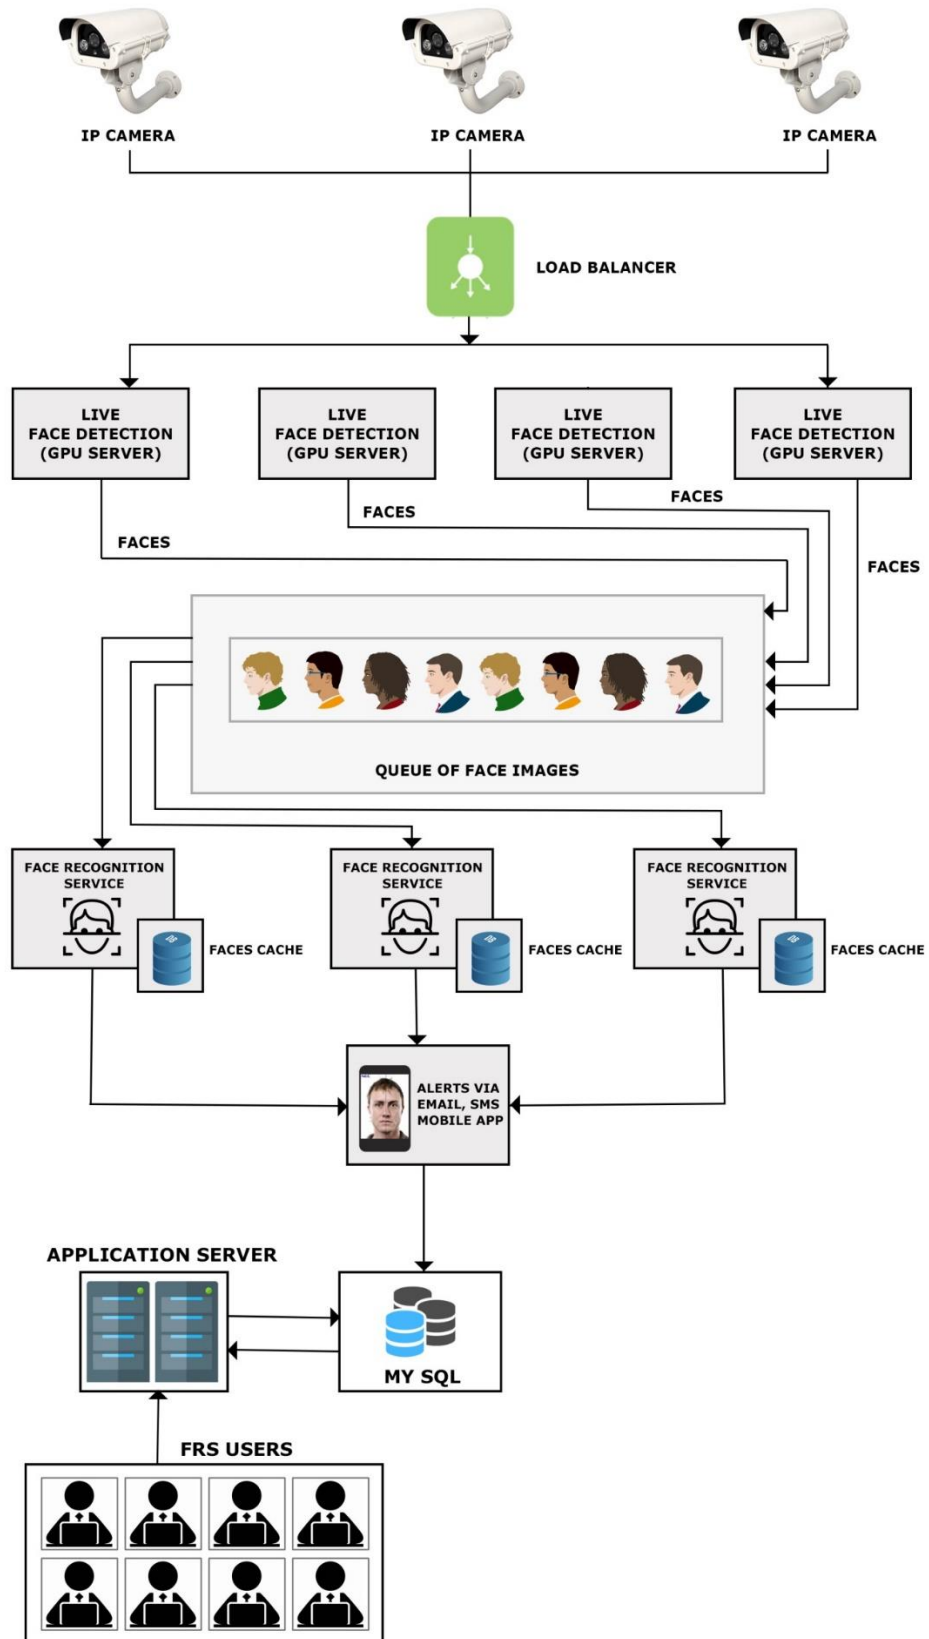 IP CAMERA
IP CAMERA
IP CAMERA
LOAD BALANCER
LIVE
FACE DETECTION
(GPU SERVER)
LIVE
FACE DETECTION
(GPU SERVER)
LIVE
FACE DETECTION
(GPU SERVER)
LIVE
FACE DETECTION
(GPU SERVER)
FACES
FACES
FACES
FACES
QUEUE OF FACE IMAGES
FACE RECOGNITION
SERVICE
DB
FACES CACHE
FACE RECOGNITION
SERVICE
DB
FACES CACHE
FACE RECOGNITION
SERVICE
DB
FACES CACHE
ALERTS VIA
EMAIL, SMS
MOBILE APP
APPLICATION SERVER
MY SQL
FRS USERS